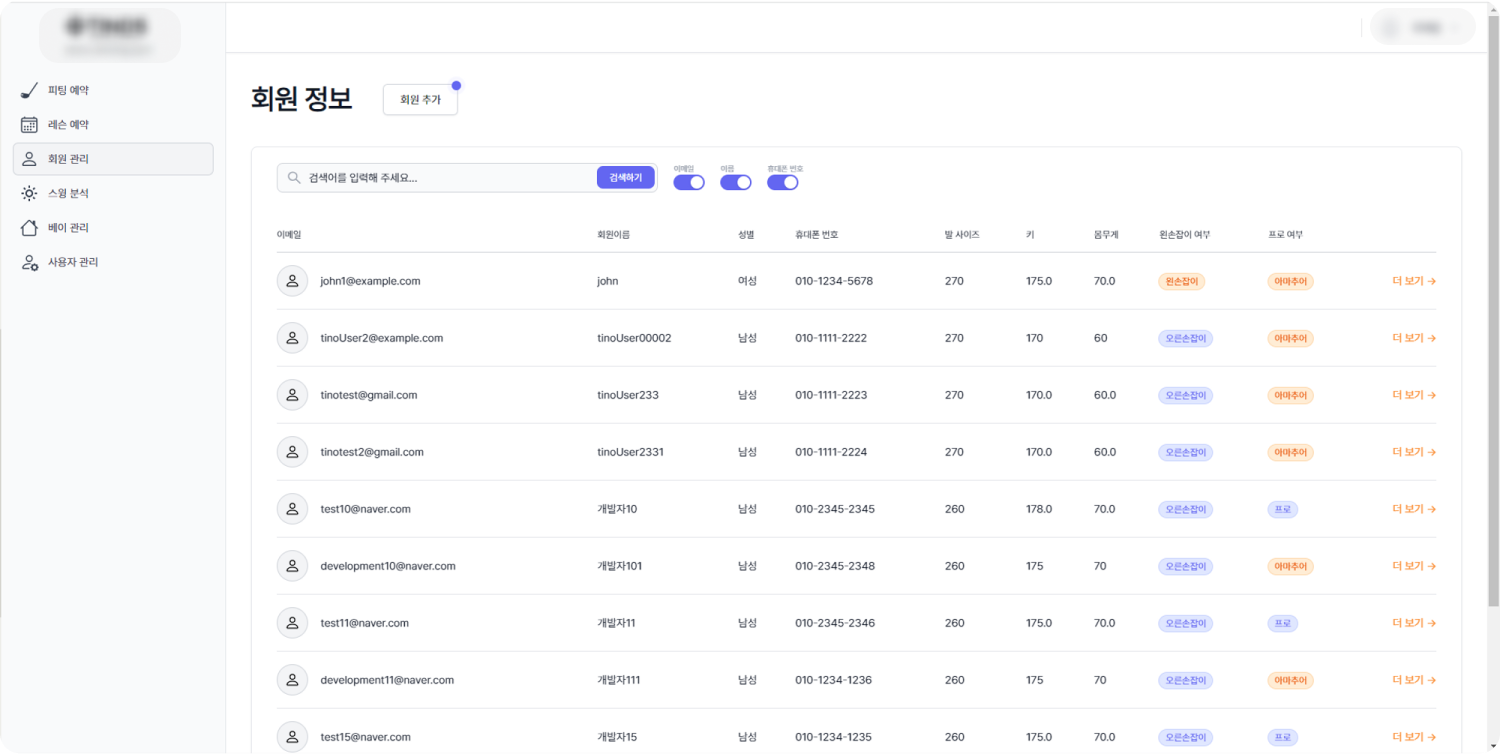 피팅 예약
레슨 예약
회원 관리
스윙 분석
베이 관리
사용자 관리
회원 정보 회원 추가
검색어를 입력해 주세요... 검색하기 이메일 이름 휴대폰 번호
이메일 회원이름 성별 휴대폰 번호 발 사이즈 키 몸무게 왼손잡이 여부 프로 여부
john1@example.com john 여성 010-1234-5678 270 175.0 70.0 왼손잡이 아마추어 더 보기 →
tinoUser2@example.com tinoUser00002 남성 010-1111-2222 270 170 60 오른손잡이 아마추어 더 보기 →
tinotest@gmail.com tinoUser233 남성 010-1111-2223 270 170.0 60.0 오른손잡이 아마추어 더 보기 →
tinotest2@gmail.com tinoUser2331 남성 010-1111-2224 270 170.0 60.0 오른손잡이 아마추어 더 보기 →
test10@naver.com 개발자10 남성 010-2345-2345 260 178.0 70.0 오른손잡이 프로 더 보기 →
development10@naver.com 개발자101 남성 010-2345-2348 260 175 70 오른손잡이 아마추어 더 보기 →
test11@naver.com 개발자11 남성 010-2345-2346 260 175.0 70.0 오른손잡이 프로 더 보기 →
development11@naver.com 개발자111 남성 010-1234-1236 260 175 70 오른손잡이 아마추어 더 보기 →
test15@naver.com 개발자15 남성 010-1234-1235 260 175.0 70.0 오른손잡이 프로 더 보기 →